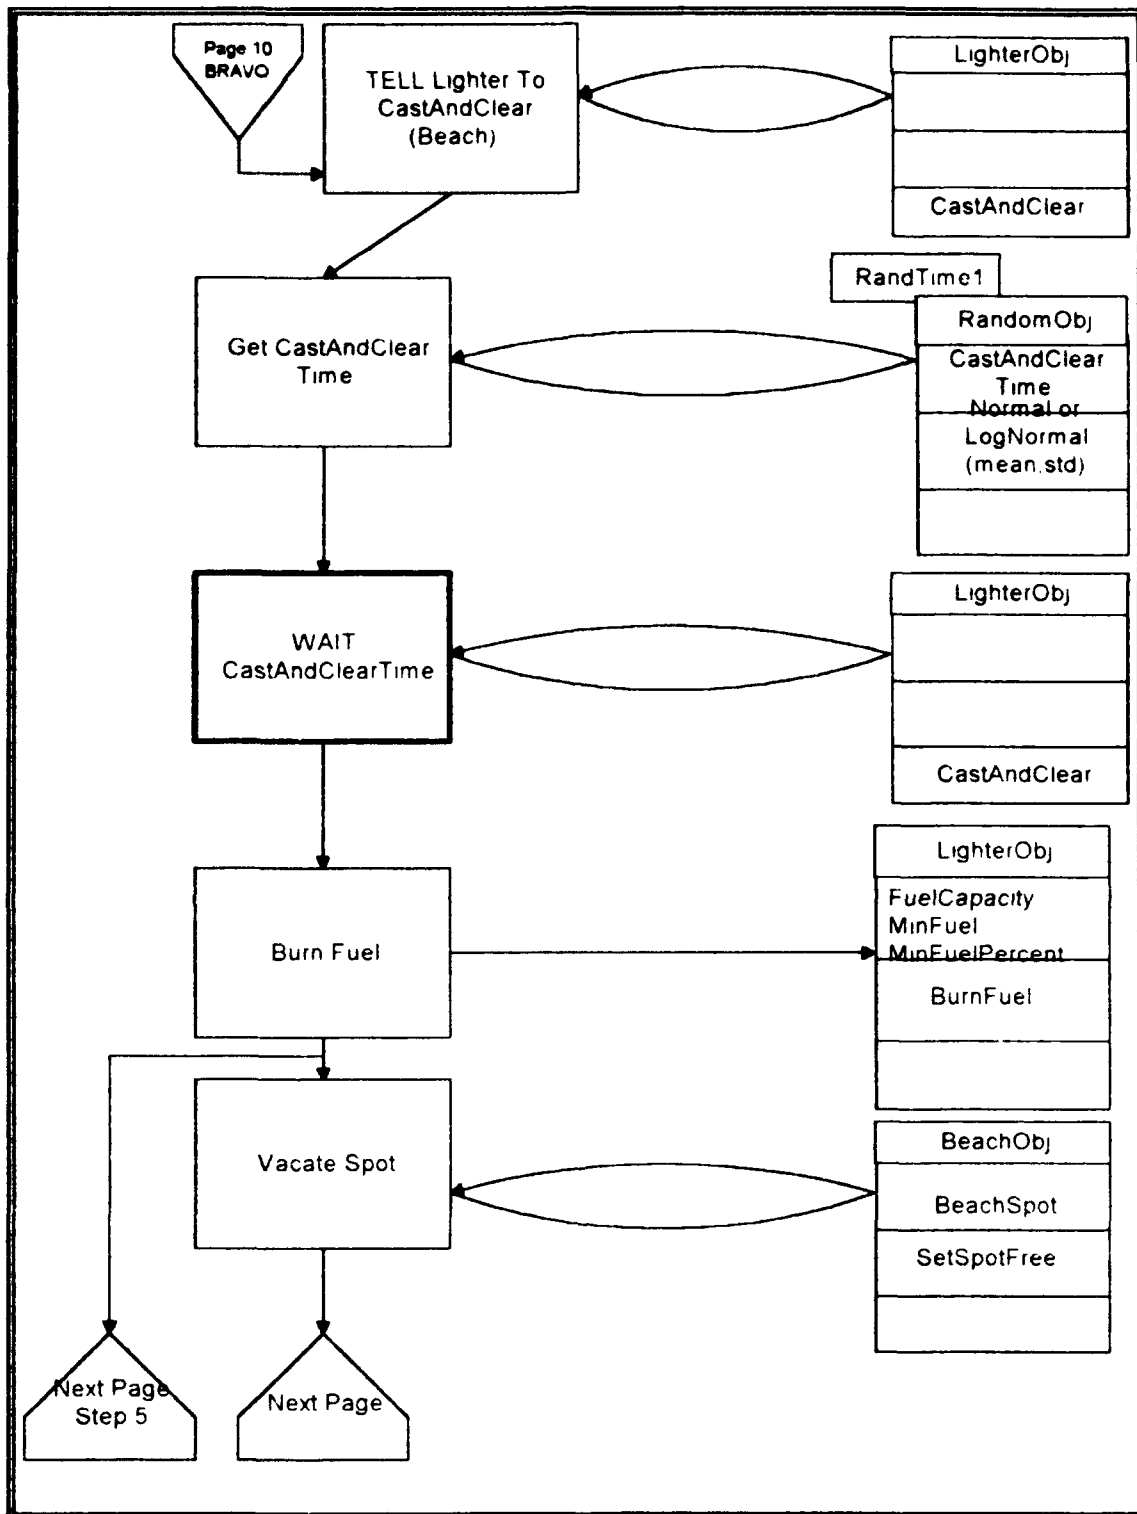 Page 10
BRAVO
TELL Lighter To
CastAndClear
(Beach)
LighterObj
CastAndClear
Get CastAndClear
Time
RandTime1
RandomObj
CastAndClear
Time
Normal or
LogNormal
(mean.std)
WAIT
CastAndClearTime
LighterObj
CastAndClear
Burn Fuel
LighterObj
FuelCapacity
MinFuel
MinFuelPercent
BurnFuel
Vacate Spot
BeachObj
BeachSpot
SetSpotFree
Next Page
Step 5
Next Page